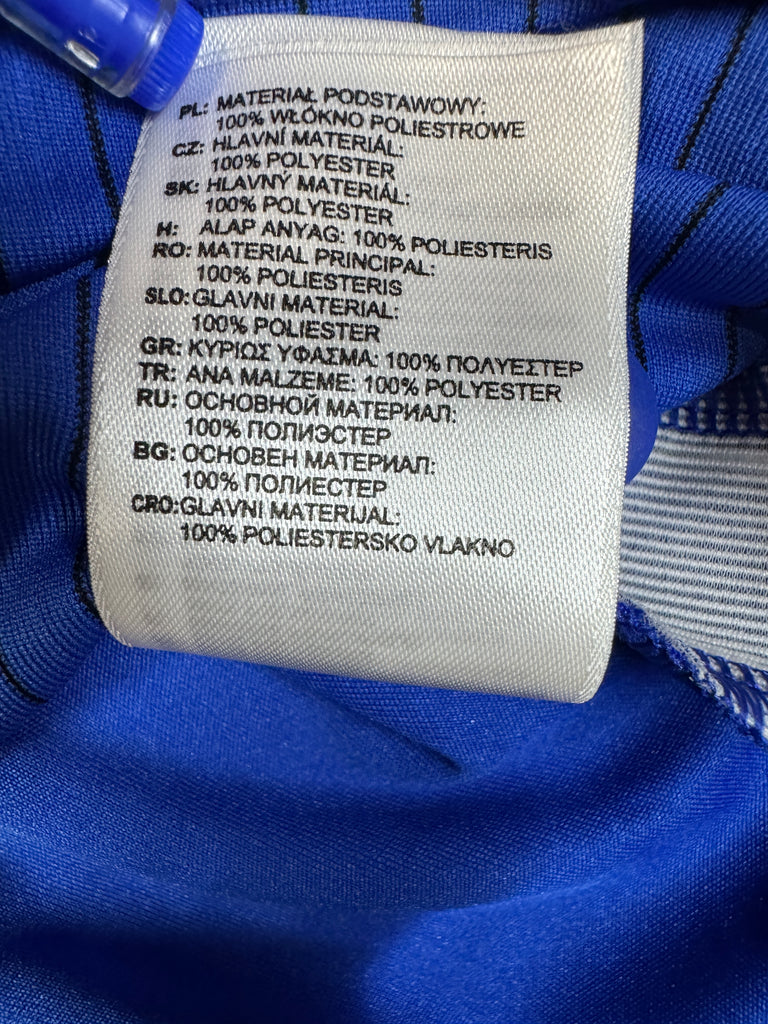 PL: MATERIAŁ PODSTAWOWY:
100% WŁÓKNO POLIESTROWE
CZ: HLAVNÍ MATERIÁL:
100% POLYESTER
SK: HLAVNÝ MATERIÁL:
100% POLYESTER
H: ALAP ANYAG: 100% POLIESTERIS
RO: MATERIAL PRINCIPAL:
100% POLIESTERIS
SLO: GLAVNI MATERIAL:
100% POLIESTER
GR: ΚΥΡΙΩΣ ΥΦΑΣΜΑ: 100% ΠΟΛΥΕΣΤΕΡ
TR: ANA MALZEME: 100% POLYESTER
RU: ОСНОВНОЙ МАТЕРИАЛ:
100% ПОЛИЭСТЕР
BG: ОСНОВЕН МАТЕРИАЛ:
100% ПОЛИЕСТЕР
CRO: GLAVNI MATERIJAL:
100% POLIESTERSKO VLAKNO